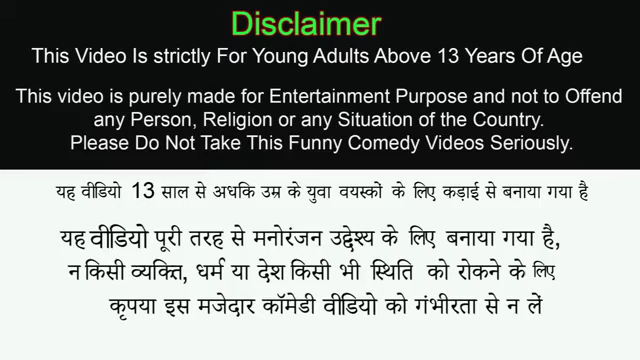 Disclaimer
This Video Is strictly For Young Adults Above 13 Years Of Age
This video is purely made for Entertainment Purpose and not to Offend
any Person, Religion or any Situation of the Country.
Please Do Not Take This Funny Comedy Videos Seriously.
यह वीडियो 13 साल से अधकि उम्र के युवा वयस्कों के लिए कड़ाई से बनाया गया है
यह वीडियो पूरी तरह से मनोरंजन उद्देश्य के लिए बनाया गया है,
न किसी व्यक्ति, धर्म या देश किसी भी स्थिति को रोकने के लिए
कृपया इस मजेदार कॉमेडी वीडियो को गंभीरता से न लें